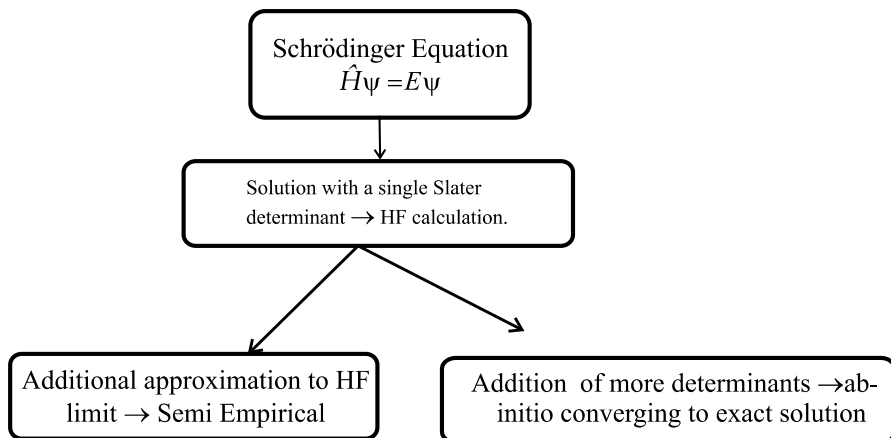 Schrödinger Equation
Ĥψ =Eψ
Solution with a single Slater
determinant → HF calculation.
Additional approximation to HF
limit → Semi Empirical
Addition of more determinants →ab-
initio converging to exact solution